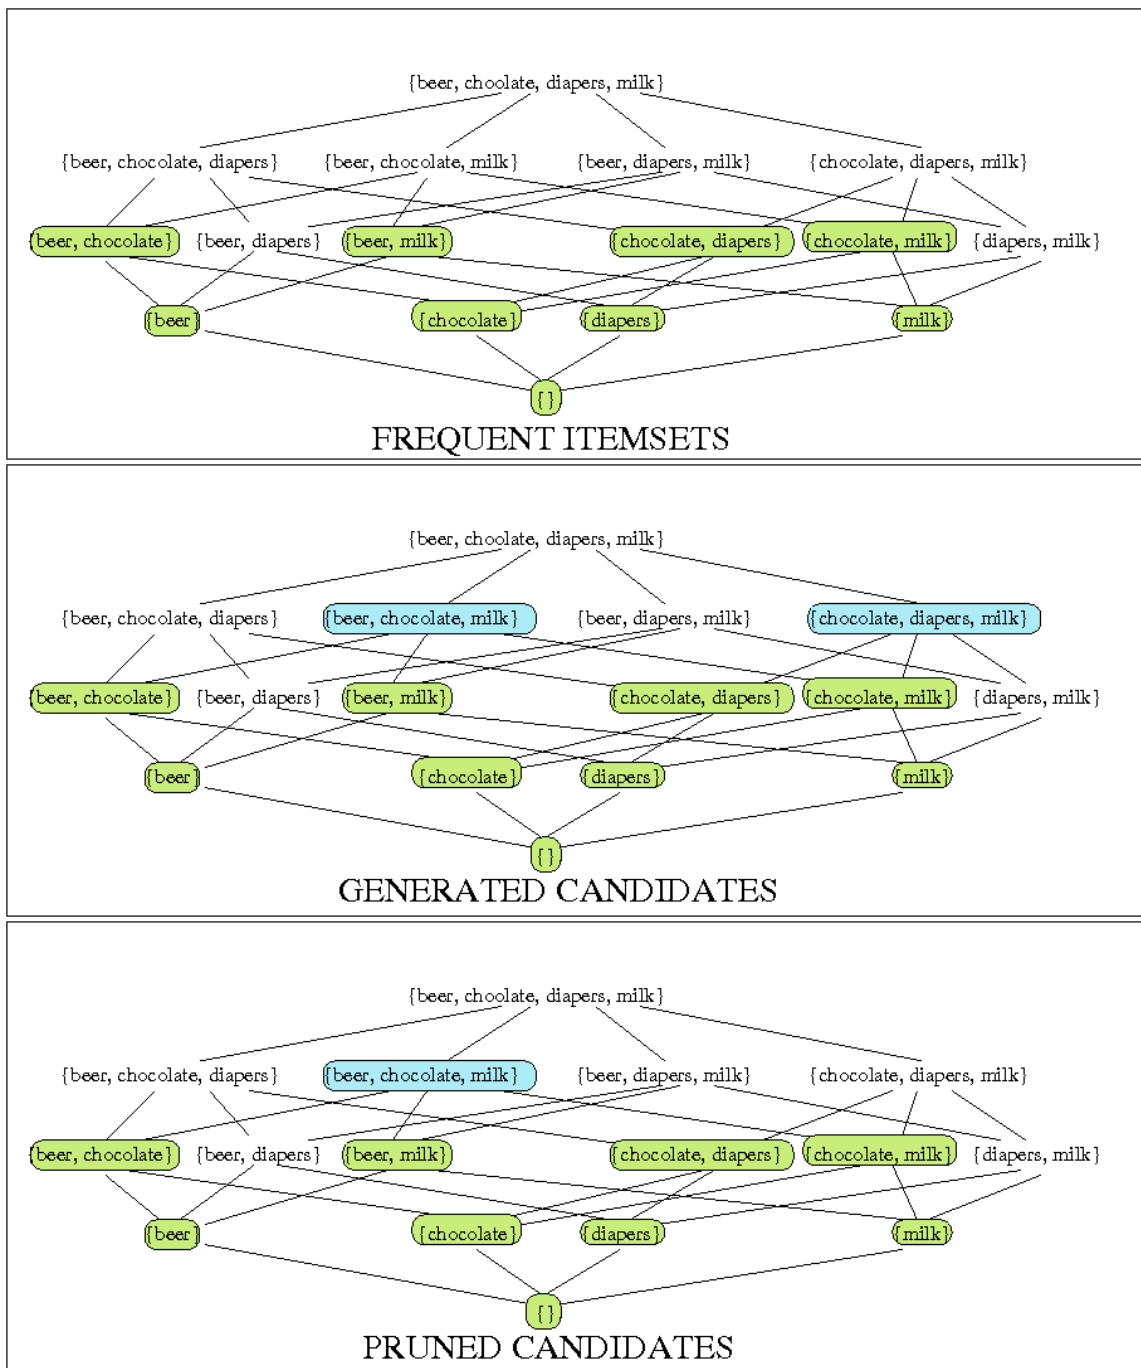 {beer, choolate, diapers, milk}
{beer, chocolate, diapers} {beer, chocolate, milk} {beer, diapers, milk} {chocolate, diapers, milk}
{beer, chocolate} {beer, diapers} {beer, milk} {chocolate, diapers} {chocolate, milk} {diapers, milk}
{beer} {chocolate} {diapers} {milk}
{}
FREQUENT ITEMSETS
{beer, choolate, diapers, milk}
{beer, chocolate, diapers} {beer, chocolate, milk} {beer, diapers, milk} {chocolate, diapers, milk}
{beer, chocolate} {beer, diapers} {beer, milk} {chocolate, diapers} {chocolate, milk} {diapers, milk}
{beer} {chocolate} {diapers} {milk}
{}
GENERATED CANDIDATES
{beer, choolate, diapers, milk}
{beer, chocolate, diapers} {beer, chocolate, milk} {beer, diapers, milk} {chocolate, diapers, milk}
{beer, chocolate} {beer, diapers} {beer, milk} {chocolate, diapers} {chocolate, milk} {diapers, milk}
{beer} {chocolate} {diapers} {milk}
{}
PRUNED CANDIDATES